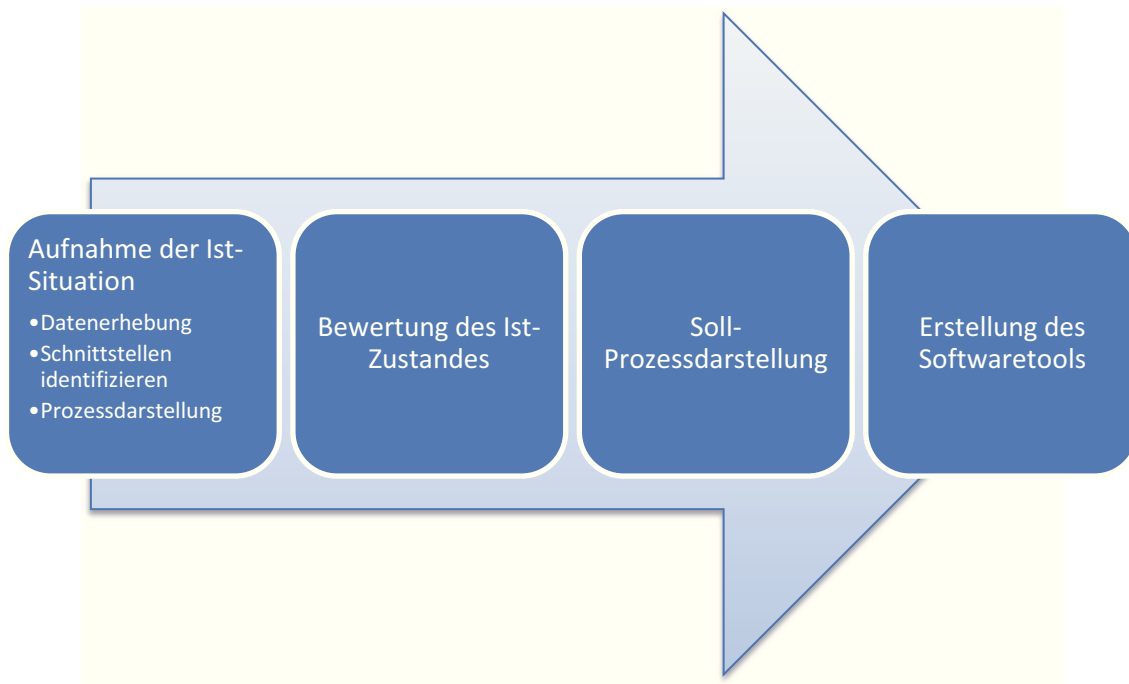 Aufnahme der Ist-
Situation
•Datenerhebung
•Schnittstellen
identifizieren
•Prozessdarstellung
Bewertung des Ist-
Zustandes
Soll-
Prozessdarstellung
Erstellung des
Softwaretools